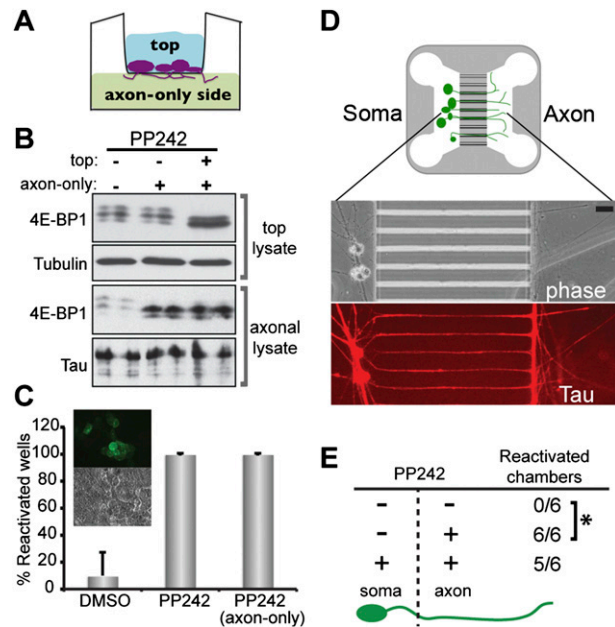 A
top
axon-only side
B
PP242
top: - - +
axon-only: - + +
4E-BP1
Tubulin
top lysate
4E-BP1
Tau
axonal lysate
C
% Reactivated wells
120
100
80
60
40
20
0
DMSO
PP242
PP242 (axon-only)
D
Soma
Axon
phase
Tau
E
PP242
Reactivated chambers
- - 0/6
- + 6/6
+ + 5/6
*
soma
axon